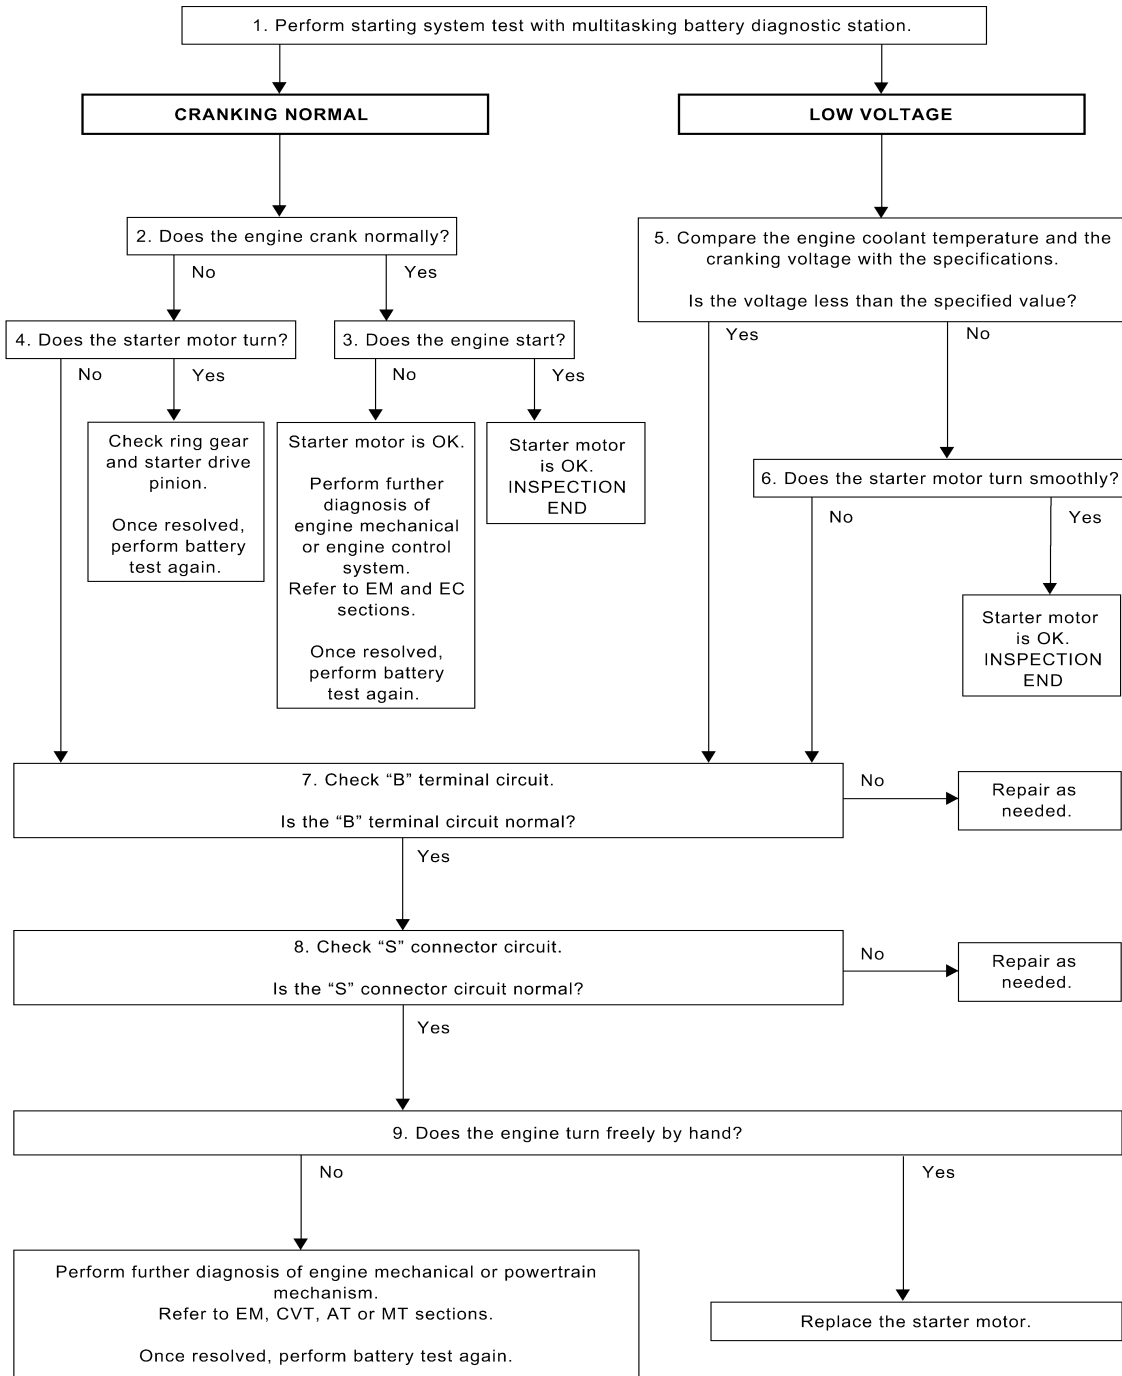 1. Perform starting system test with multitasking battery diagnostic station.
CRANKING NORMAL
LOW VOLTAGE
2. Does the engine crank normally?
5. Compare the engine coolant temperature and the
cranking voltage with the specifications.
Is the voltage less than the specified value?
No
Yes
4. Does the starter motor turn?
3. Does the engine start?
Yes
No
No
Yes
No
Yes
Check ring gear
and starter drive
pinion.
Once resolved,
perform battery
test again.
Starter motor is OK.
Perform further
diagnosis of
engine mechanical
or engine control
system.
Refer to EM and EC
sections.
Once resolved,
perform battery
test again.
Starter motor
is OK.
INSPECTION
END
6. Does the starter motor turn smoothly?
No
Yes
Starter motor
is OK.
INSPECTION
END
7. Check “B” terminal circuit.
Is the “B” terminal circuit normal?
No
Repair as
needed.
Yes
8. Check “S” connector circuit.
Is the “S” connector circuit normal?
No
Repair as
needed.
Yes
9. Does the engine turn freely by hand?
No
Yes
Perform further diagnosis of engine mechanical or powertrain
mechanism.
Refer to EM, CVT, AT or MT sections.
Once resolved, perform battery test again.
Replace the starter motor.